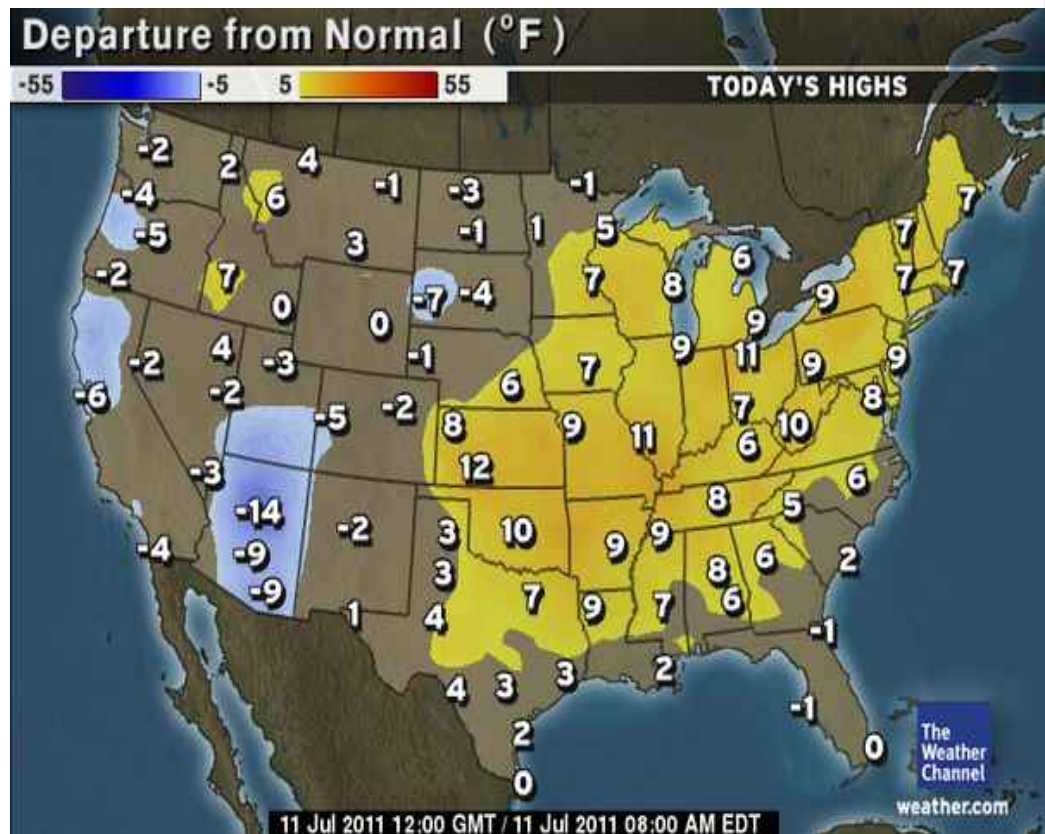 Departure from Normal (°F)
-55 -5 5 55 TODAY'S HIGHS
-2 2 4 -1 -3 -1
-4 6 7
-5 3 -1 1 5 7
-2 7 0 -7 -4 7 8 6 7 7
0 9
-2 4 -3 -1 7 9 9 11 9 9
-6 -2 -5 -2 6 8
8 9 11 7 10
-3 12 6 6
-14 -2 3 10 9 9 8 5
-4 -9 3 8 6 2
-9 1 4 7 9 7 6
-1
4 3 3 2
-1
2 0
0
The
Weather
Channel
weather.com
11 Jul 2011 12:00 GMT / 11 Jul 2011 08:00 AM EDT